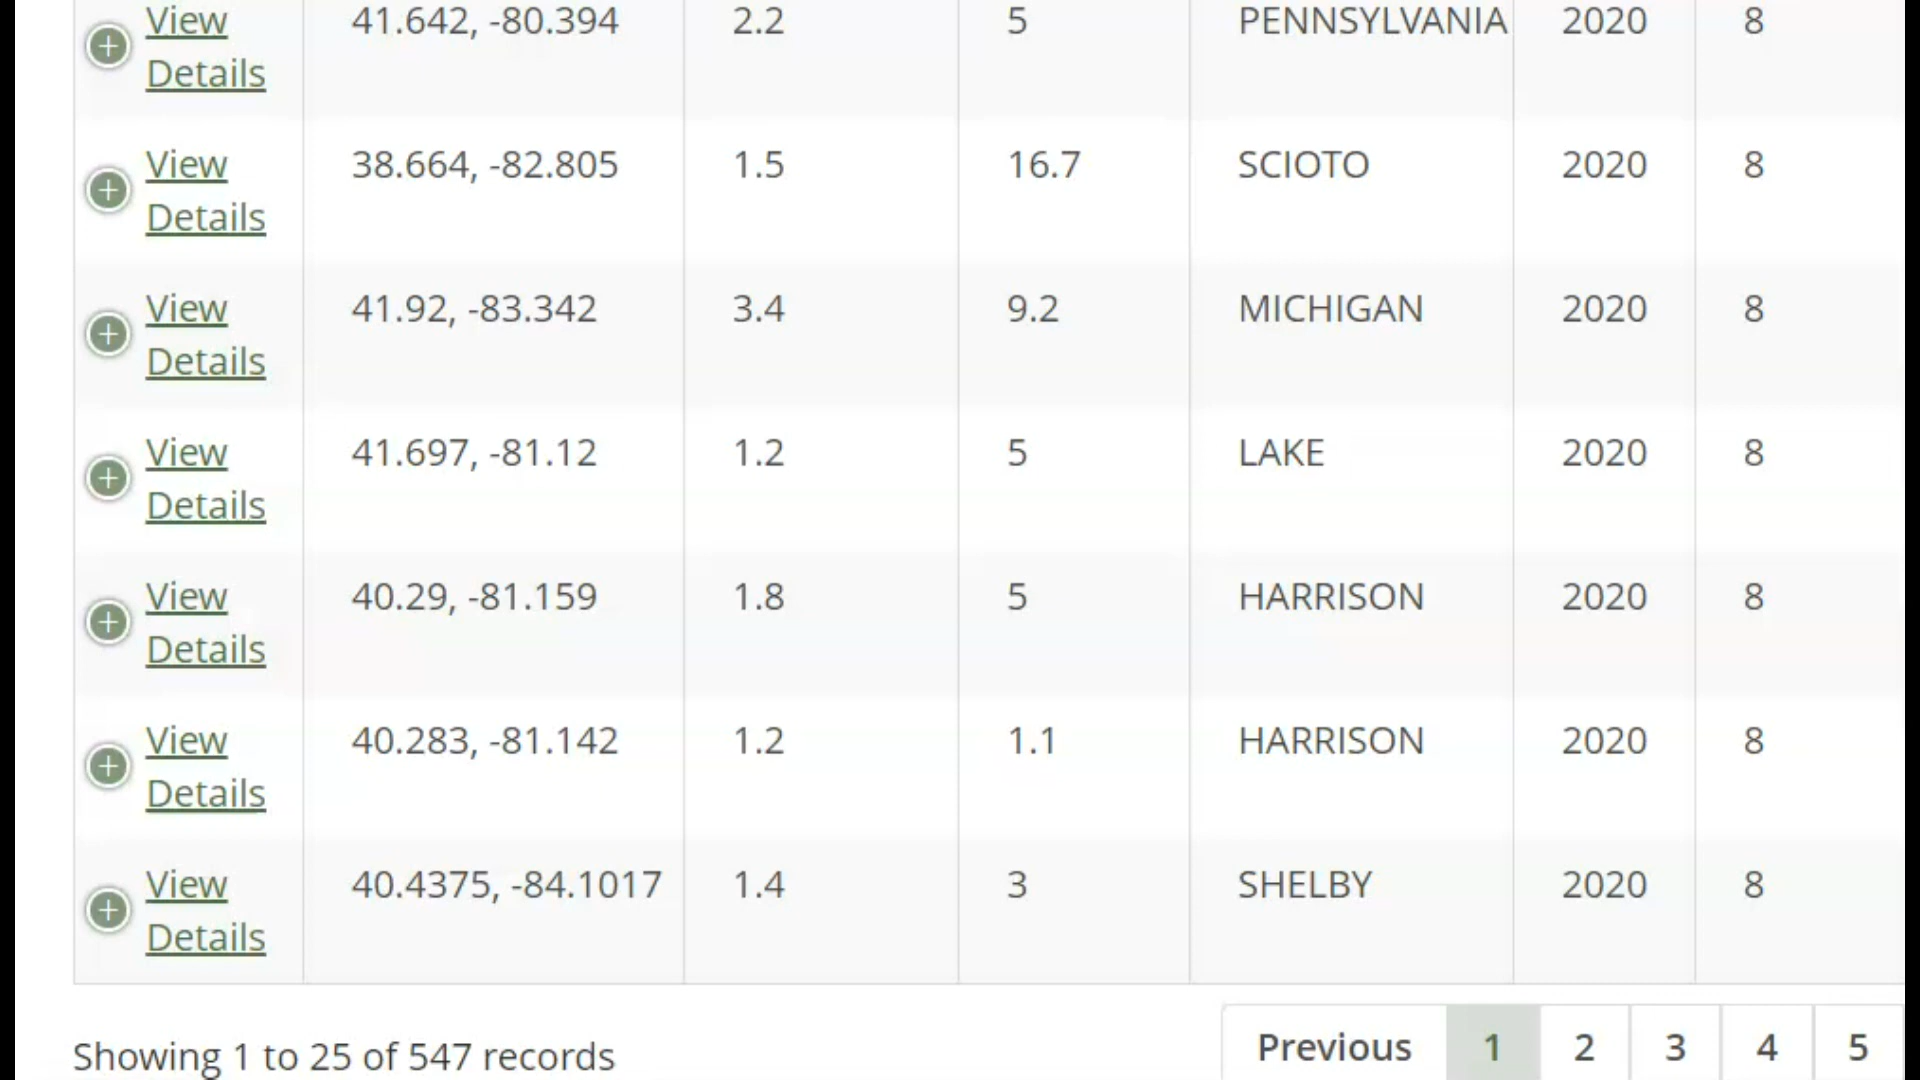 View Details 41.642, -80.394 2.2 5 PENNSYLVANIA 2020 8
View Details 38.664, -82.805 1.5 16.7 SCIOTO 2020 8
View Details 41.92, -83.342 3.4 9.2 MICHIGAN 2020 8
View Details 41.697, -81.12 1.2 5 LAKE 2020 8
View Details 40.29, -81.159 1.8 5 HARRISON 2020 8
View Details 40.283, -81.142 1.2 1.1 HARRISON 2020 8
View Details 40.4375, -84.1017 1.4 3 SHELBY 2020 8
Showing 1 to 25 of 547 records
Previous 1 2 3 4 5